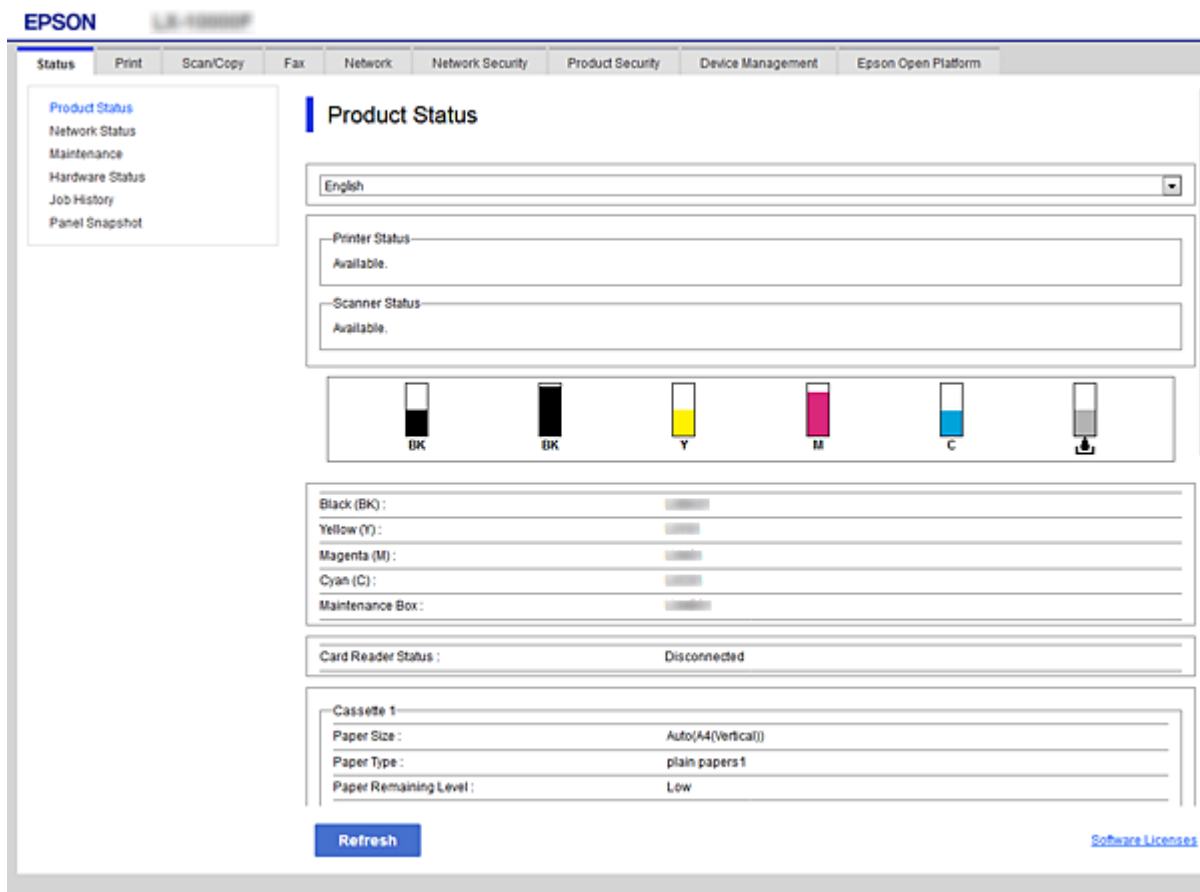 EPSON
Status Print Scan/Copy Fax Network Network Security Product Security Device Management Epson Open Platform
Product Status
Network Status
Maintenance
Hardware Status
Job History
Panel Snapshot
Product Status
English
Printer Status
Available.
Scanner Status
Available.
BK BK Y M C
Black (BK) :
Yellow (Y) :
Magenta (M) :
Cyan (C) :
Maintenance Box :
Card Reader Status : Disconnected
Cassette 1
Paper Size : Auto(A4(Vertical))
Paper Type : plain papers1
Paper Remaining Level : Low
Refresh
Software Licenses